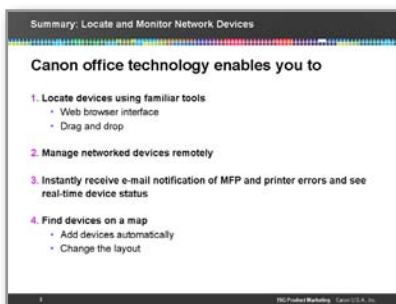 Summary: Locate and Monitor Network Devices
Canon office technology enables you to
1. Locate devices using familiar tools
• Web browser interface
• Drag and drop
2. Manage networked devices remotely
3. Instantly receive e-mail notification of MFP and printer errors and see
real-time device status
4. Find devices on a map
• Add devices automatically
• Change the layout
ISG Product Marketing Canon U.S.A., Inc.